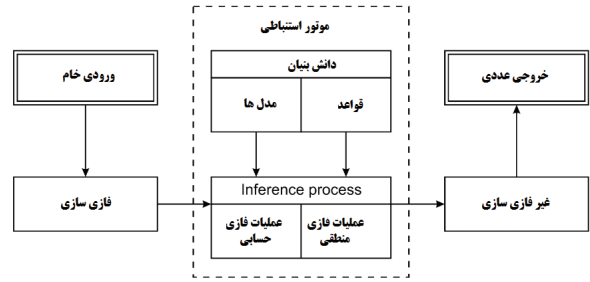 موتور استنباطی
ورودی خام
دانش بنیان
خروجی عددی
مدل ها
قواعد
فازی سازی
Inference process
غیر فازی سازی
عملیات فازی
حسابی
عملیات فازی
منطقی